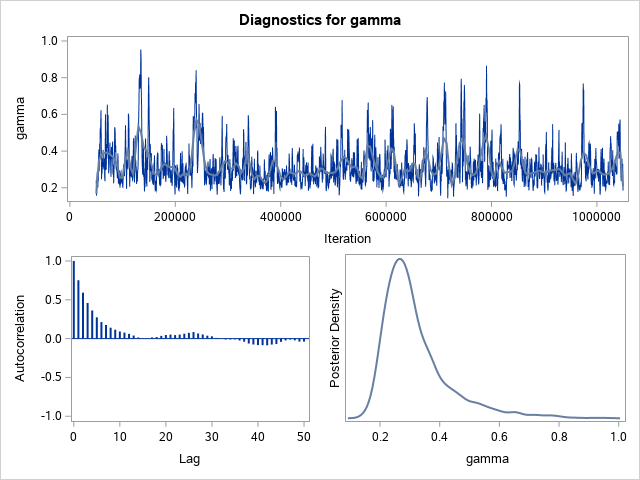 Diagnostics for gamma
gamma
1.0
0.8
0.6
0.4
0.2
0 200000 400000 600000 800000 1000000
Iteration
Autocorrelation
1.0
0.5
0.0
-0.5
-1.0
0 10 20 30 40 50
Lag
Posterior Density
0.2 0.4 0.6 0.8 1.0
gamma